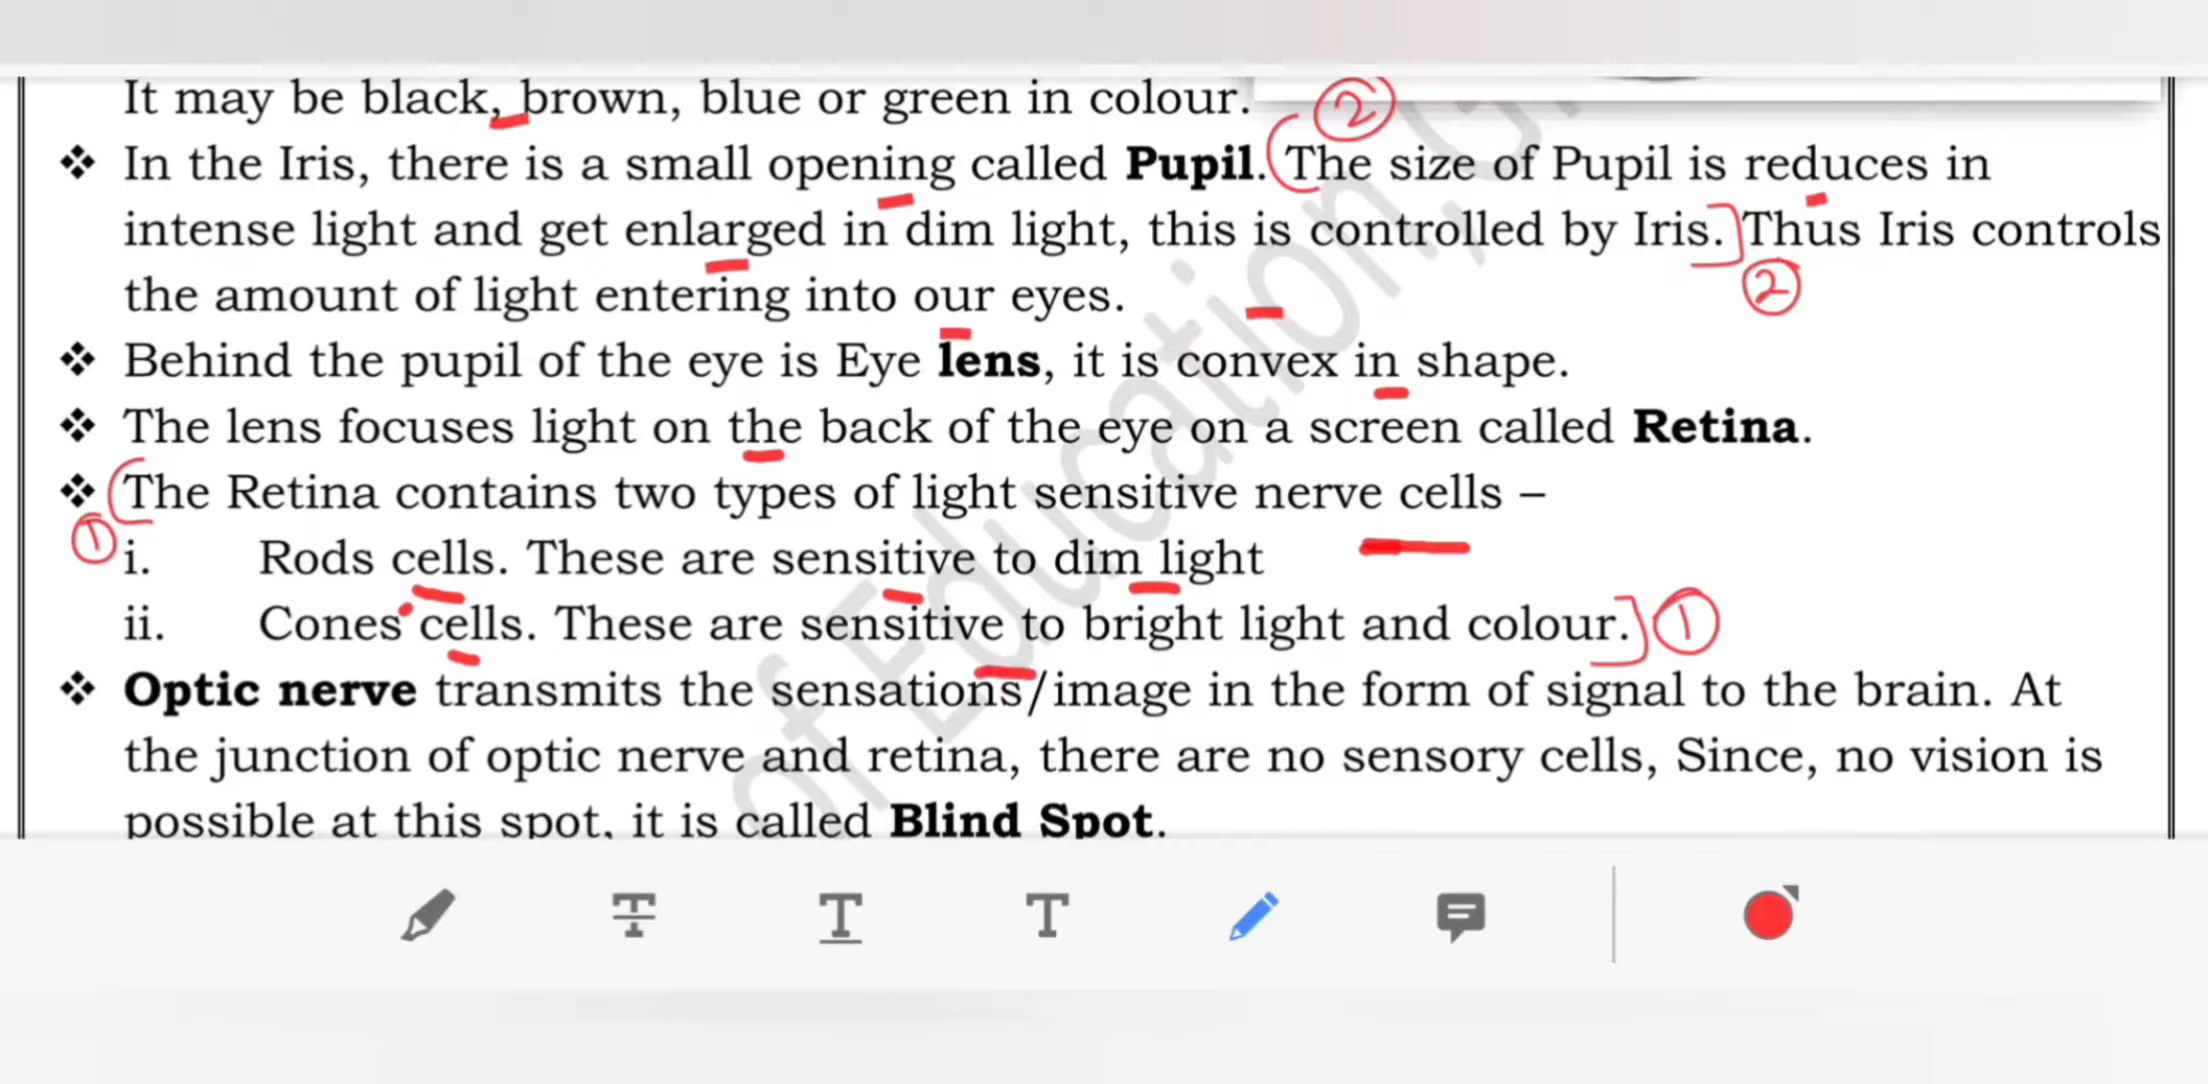 It may be black, brown, blue or green in colour.
②
❖ In the Iris, there is a small opening called Pupil. The size of Pupil is reduces in
intense light and get enlarged in dim light, this is controlled by Iris. Thus Iris controls
②
the amount of light entering into our eyes.
❖ Behind the pupil of the eye is Eye lens, it is convex in shape.
❖ The lens focuses light on the back of the eye on a screen called Retina.
❖ The Retina contains two types of light sensitive nerve cells –
①
i. Rods cells. These are sensitive to dim light
ii. Cones cells. These are sensitive to bright light and colour. ①
❖ Optic nerve transmits the sensations/image in the form of signal to the brain. At
the junction of optic nerve and retina, there are no sensory cells, Since, no vision is
possible at this spot, it is called Blind Spot.
of Education, G